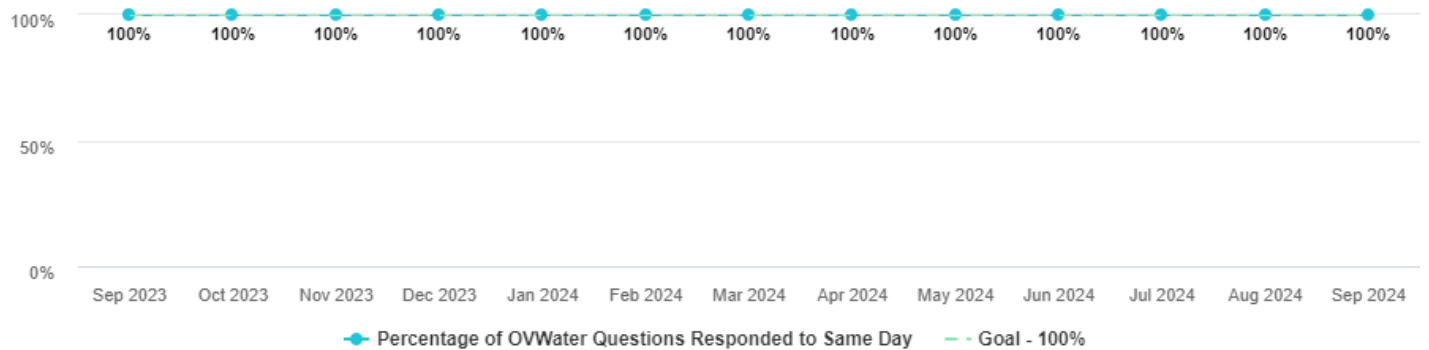 100%
100% 100% 100% 100% 100% 100% 100% 100% 100% 100% 100% 100% 100%
50%
0%
Sep 2023 Oct 2023 Nov 2023 Dec 2023 Jan 2024 Feb 2024 Mar 2024 Apr 2024 May 2024 Jun 2024 Jul 2024 Aug 2024 Sep 2024
Percentage of OVWater Questions Responded to Same Day Goal - 100%